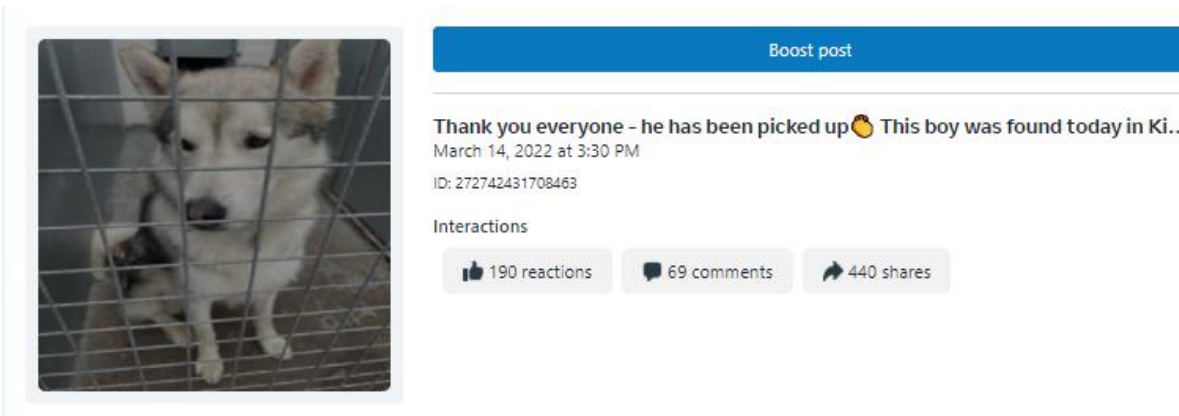 Boost post
Thank you everyone - he has been picked up👏 This boy was found today in Ki...
March 14, 2022 at 3:30 PM
ID: 272742431708463
Interactions
190 reactions
69 comments
440 shares